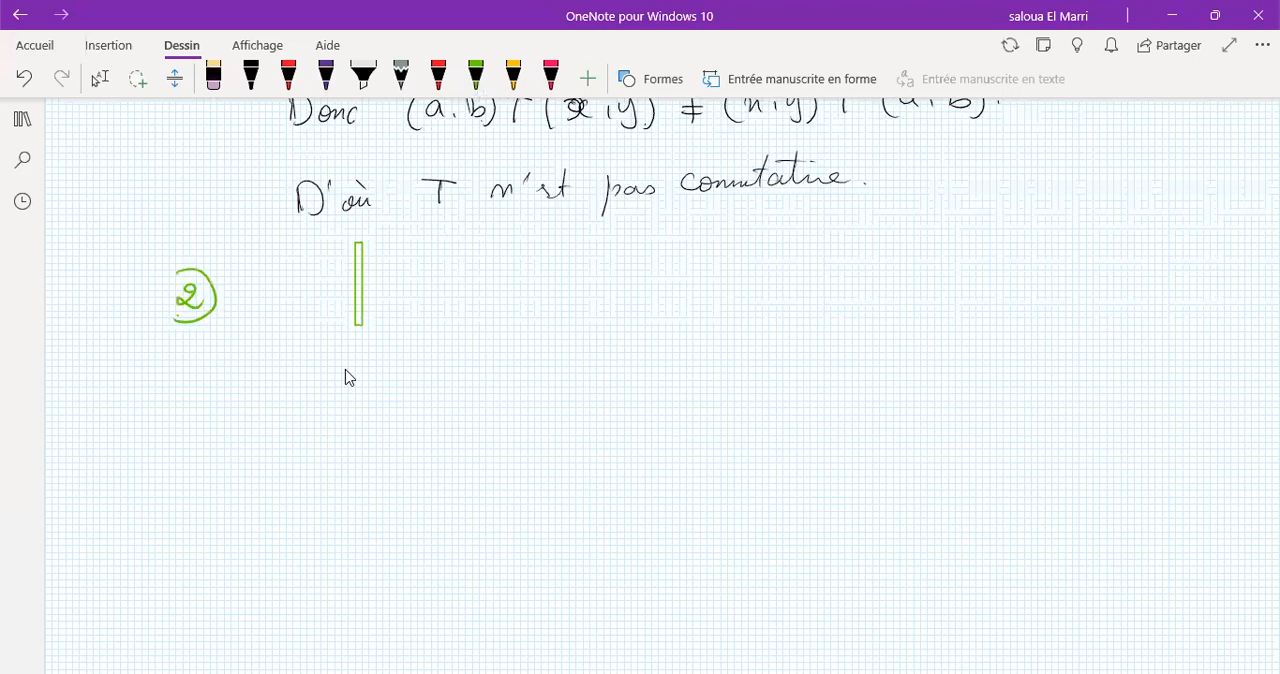 OneNote pour Windows 10
saloua El Marri
Accueil Insertion Dessin Affichage Aide
Partager
Formes Entrée manuscrite en forme Entrée manuscrite en texte
Donc (a,b) T (x,y) ≠ (x,y) T (a,b).
D'où T n'est pas commutative.
2